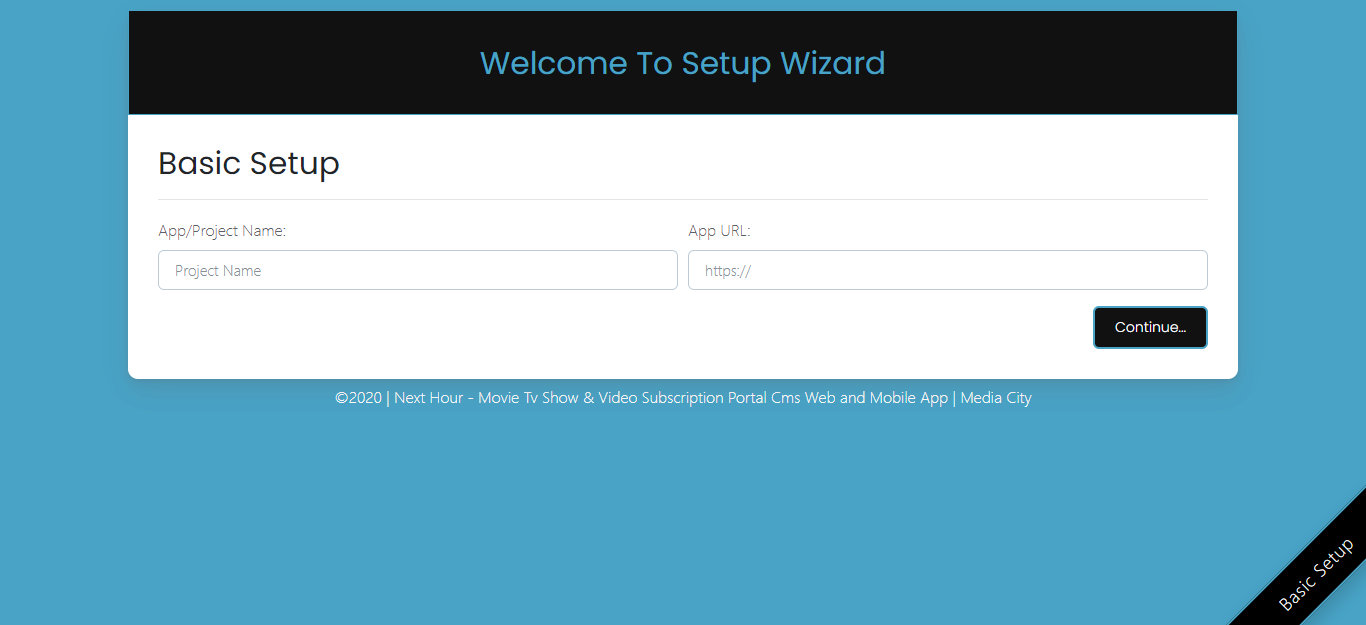 Welcome To Setup Wizard
Basic Setup
App/Project Name:
App URL:
Project Name
https://
Continue...
©2020 | Next Hour - Movie Tv Show & Video Subscription Portal Cms Web and Mobile App | Media City
Basic Setup